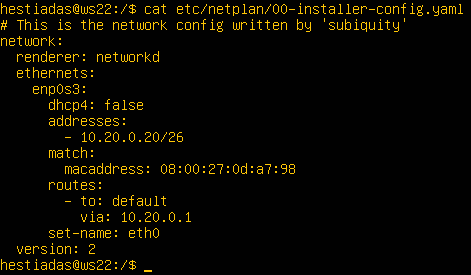 hestiadas@ws22:/$ cat etc/netplan/00-installer-config.yaml
# This is the network config written by 'subiquity'
network:
  renderer: networkd
  ethernets:
    enp0s3:
      dhcp4: false
      addresses:
        - 10.20.0.20/26
      match:
        macaddress: 08:00:27:0d:a7:98
      routes:
        - to: default
          via: 10.20.0.1
      set-name: eth0
  version: 2
hestiadas@ws22:/$ _